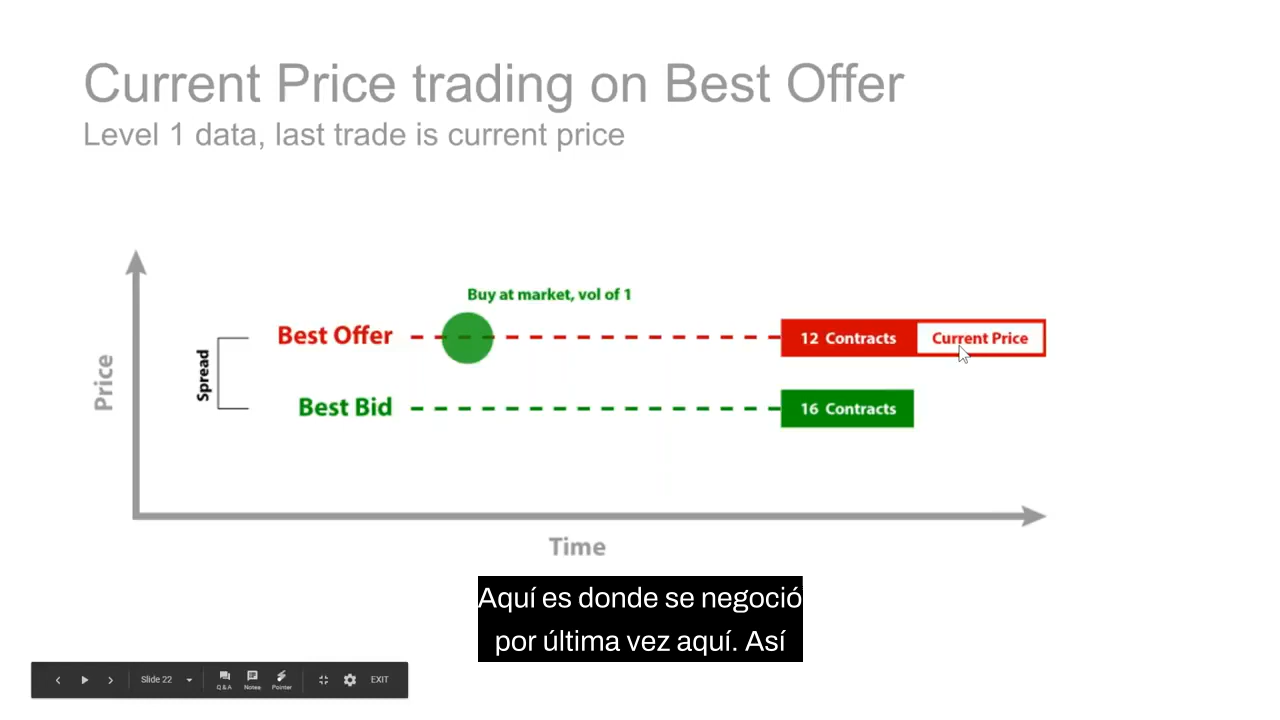 Current Price trading on Best Offer
Level 1 data, last trade is current price
Buy at market, vol of 1
Best Offer
12 Contracts
Current Price
Spread
Price
Best Bid
16 Contracts
Time
Aquí es donde se negoció
por última vez aquí. Así
Slide 22
Q & A
Notes
Pointer
EXIT